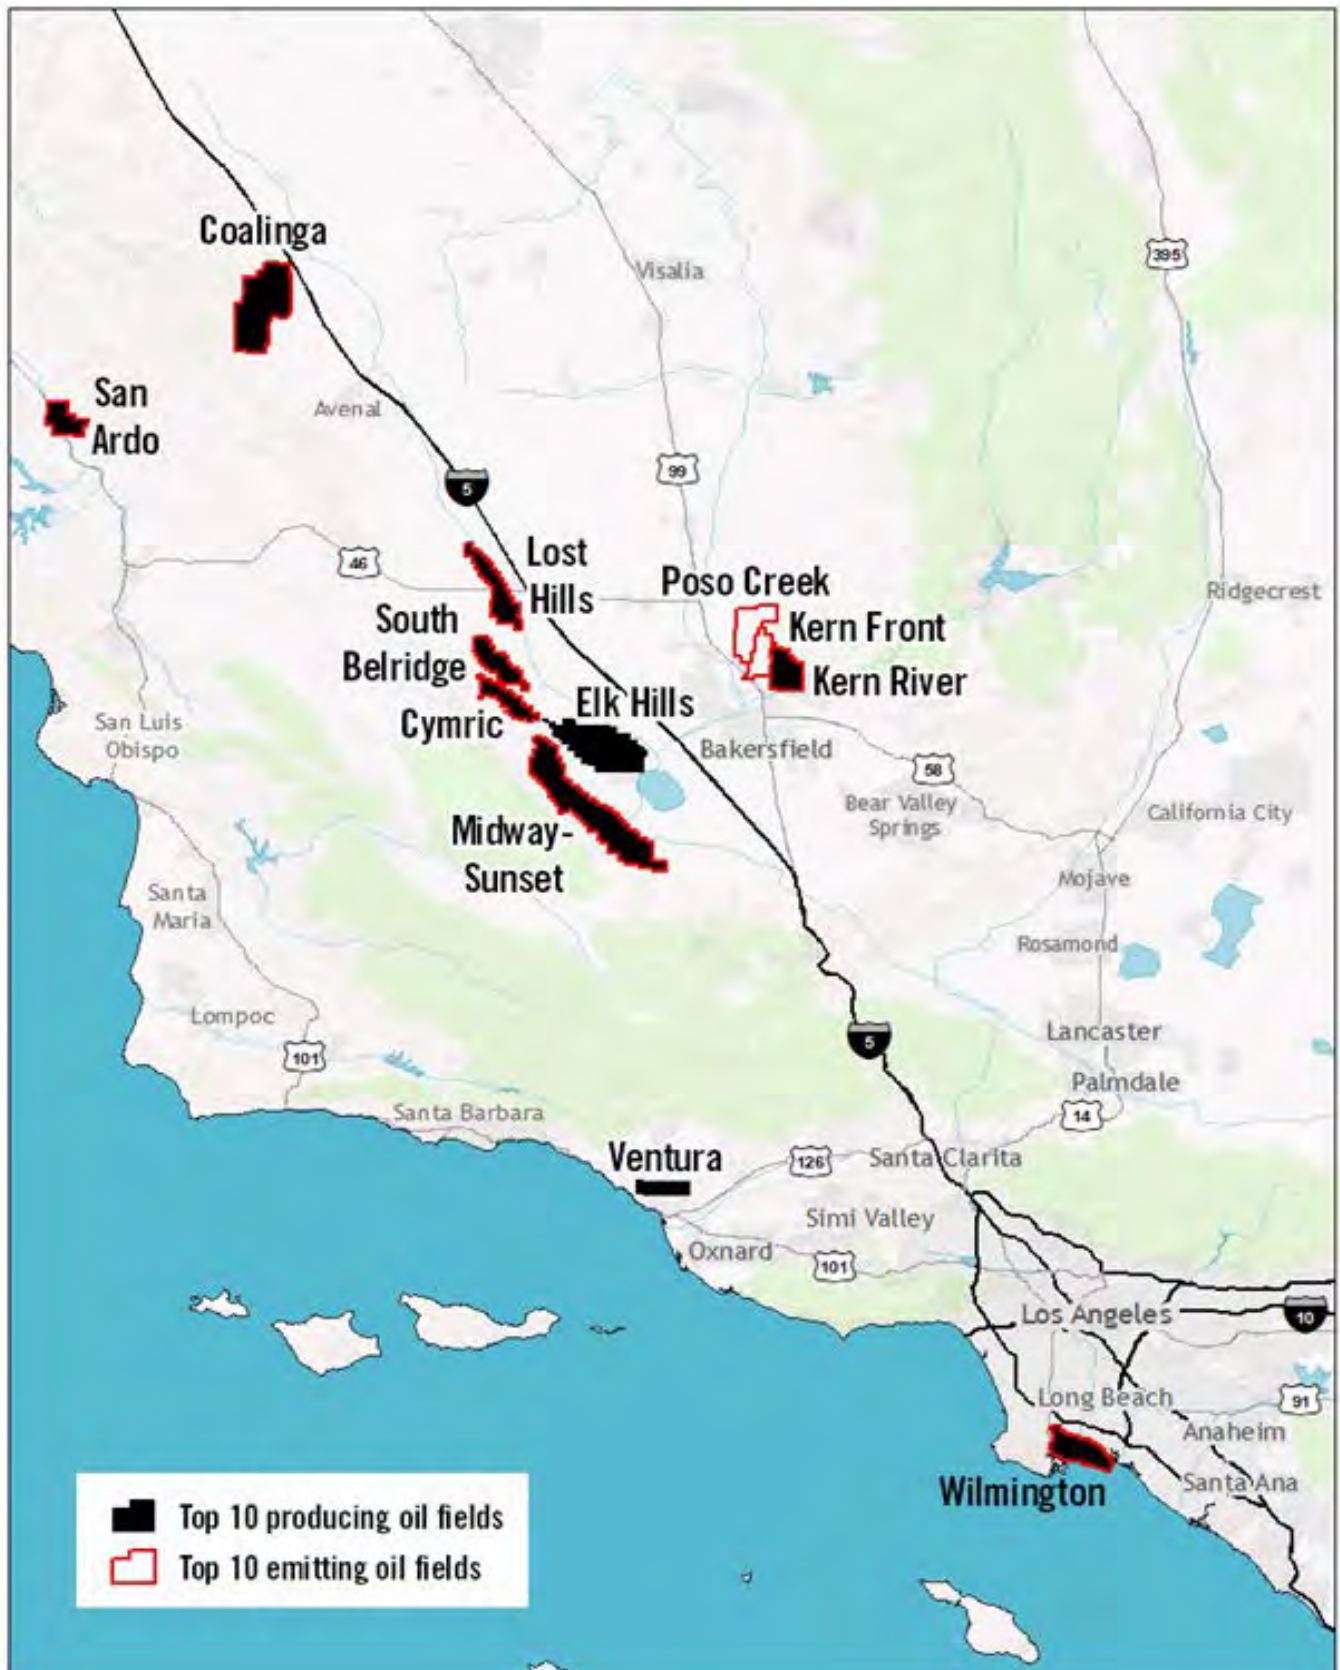 Coalinga
Visalia
395
San
Ardo
Avenal
99
5
46
Lost
Hills
Poso Creek
Ridgecrest
South
Belridge
Kern Front
Kern River
Cymric
Elk Hills
San Luis
Obispo
Bakersfield
58
Bear Valley
Springs
California City
Midway-
Sunset
Mojave
Santa
Maria
Rosamond
Lompoc
101
5
Lancaster
Palmdale
14
Santa Barbara
Ventura
126
Santa Clarita
Simi Valley
Oxnard
101
Los Angeles
10
Long Beach
91
Anaheim
Santa Ana
Wilmington
Top 10 producing oil fields
Top 10 emitting oil fields